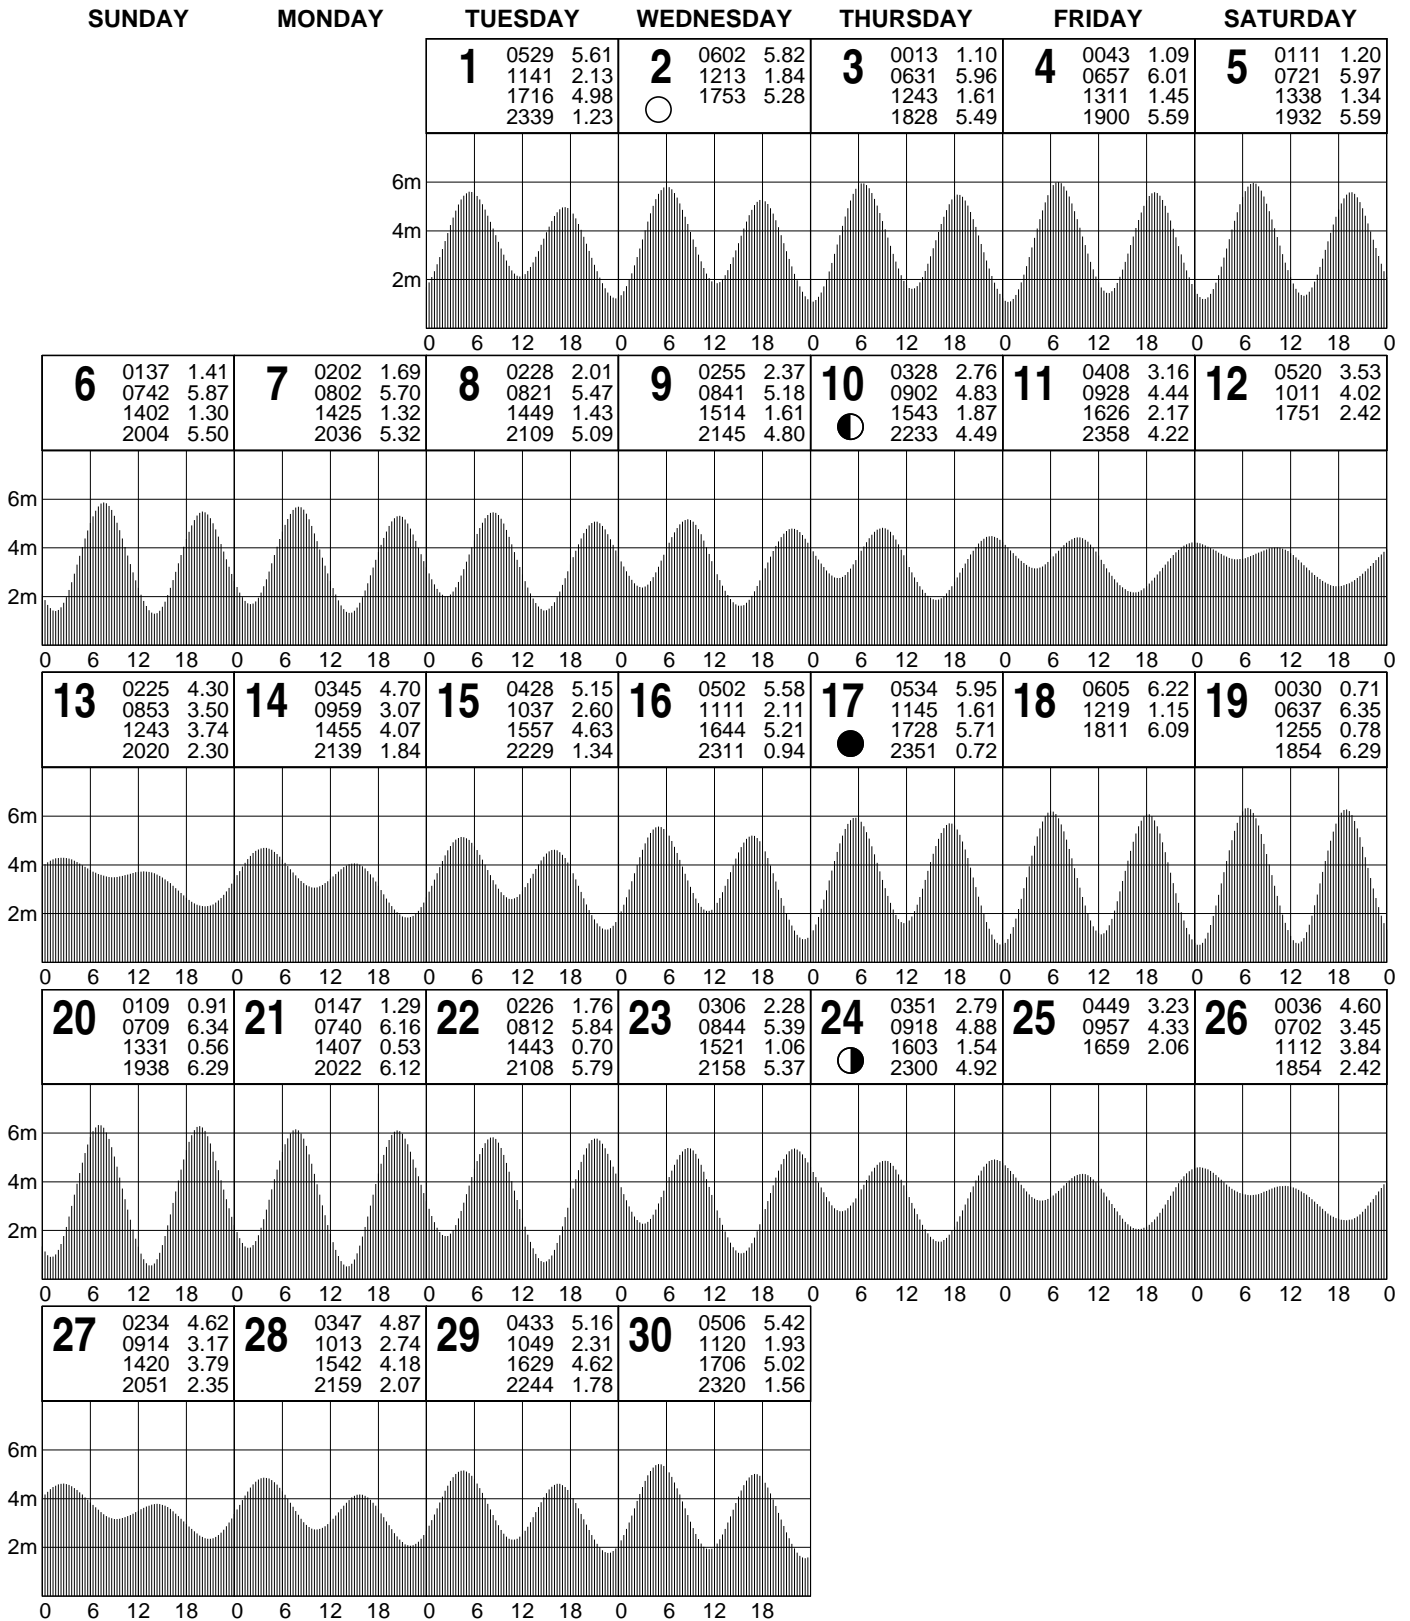 SUNDAY MONDAY TUESDAY WEDNESDAY THURSDAY FRIDAY SATURDAY
1 0529 5.61
1141 2.13
1716 4.98
2339 1.23
2 0602 5.82
1213 1.84
1753 5.28
3 0013 1.10
0631 5.96
1243 1.61
1828 5.49
4 0043 1.09
0657 6.01
1311 1.45
1900 5.59
5 0111 1.20
0721 5.97
1338 1.34
1932 5.59
6m
4m
2m
0 6 12 18 0 6 12 18 0 6 12 18 0 6 12 18 0 6 12 18 0
6 0137 1.41
0742 5.87
1402 1.30
2004 5.50
7 0202 1.69
0802 5.70
1425 1.32
2036 5.32
8 0228 2.01
0821 5.47
1449 1.43
2109 5.09
9 0255 2.37
0841 5.18
1514 1.61
2145 4.80
10 0328 2.76
0902 4.83
1543 1.87
2233 4.49
11 0408 3.16
0928 4.44
1626 2.17
2358 4.22
12 0520 3.53
1011 4.02
1751 2.42
6m
4m
2m
0 6 12 18 0 6 12 18 0 6 12 18 0 6 12 18 0 6 12 18 0 6 12 18 0 6 12 18 0
13 0225 4.30
0853 3.50
1243 3.74
2020 2.30
14 0345 4.70
0959 3.07
1455 4.07
2139 1.84
15 0428 5.15
1037 2.60
1557 4.63
2229 1.34
16 0502 5.58
1111 2.11
1644 5.21
2311 0.94
17 0534 5.95
1145 1.61
1728 5.71
2351 0.72
18 0605 6.22
1219 1.15
1811 6.09
19 0030 0.71
0637 6.35
1255 0.78
1854 6.29
6m
4m
2m
0 6 12 18 0 6 12 18 0 6 12 18 0 6 12 18 0 6 12 18 0 6 12 18 0 6 12 18 0
20 0109 0.91
0709 6.34
1331 0.56
1938 6.29
21 0147 1.29
0740 6.16
1407 0.53
2022 6.12
22 0226 1.76
0812 5.84
1443 0.70
2108 5.79
23 0306 2.28
0844 5.39
1521 1.06
2158 5.37
24 0351 2.79
0918 4.88
1603 1.54
2300 4.92
25 0449 3.23
0957 4.33
1659 2.06
26 0036 4.60
0702 3.45
1112 3.84
1854 2.42
6m
4m
2m
0 6 12 18 0 6 12 18 0 6 12 18 0 6 12 18 0 6 12 18 0 6 12 18 0 6 12 18 0
27 0234 4.62
0914 3.17
1420 3.79
2051 2.35
28 0347 4.87
1013 2.74
1542 4.18
2159 2.07
29 0433 5.16
1049 2.31
1629 4.62
2244 1.78
30 0506 5.42
1120 1.93
1706 5.02
2320 1.56
6m
4m
2m
0 6 12 18 0 6 12 18 0 6 12 18 0 6 12 18